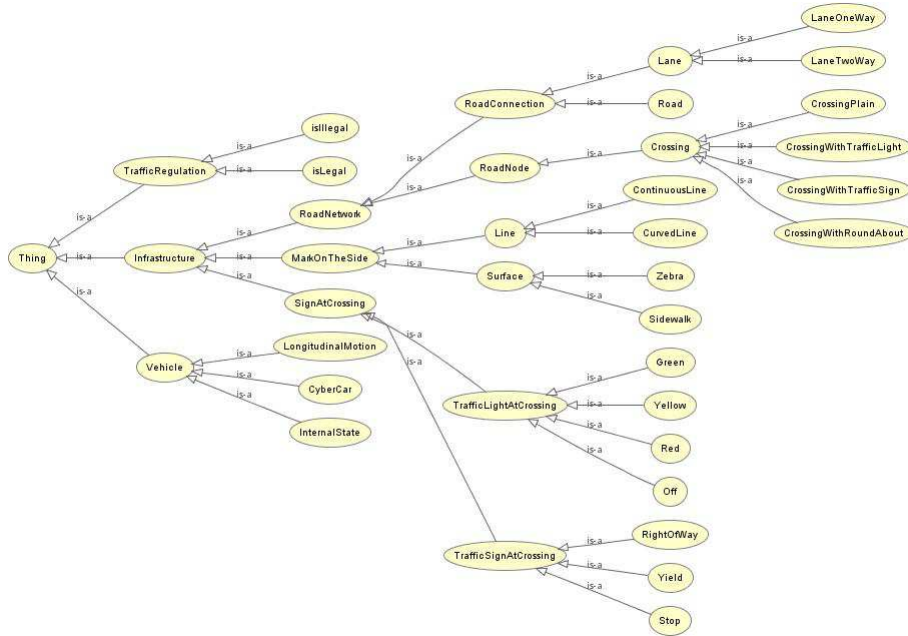 LaneOneWay
is-a
Lane
is-a
LaneTwoWay
is-a
RoadConnection
is-a
Road
CrossingPlain
isIllegal
is-a
is-a
Crossing
is-a
CrossingWithTrafficLight
is-a
TrafficRegulation
is-a
isLegal
is-a
RoadNode
is-a
CrossingWithTrafficSign
is-a
ContinuousLine
is-a
RoadNetwork
is-a
is-a
Line
is-a
CurvedLine
CrossingWithRoundAbout
is-a
Thing
is-a
Infrastructure
is-a
MarkOnTheSide
is-a
Surface
is-a
Zebra
is-a
is-a
SignAtCrossing
is-a
Sidewalk
is-a
LongitudinalMotion
is-a
is-a
Vehicle
is-a
Green
is-a
CyberCar
is-a
TrafficLightAtCrossing
is-a
Yellow
InternalState
is-a
Red
is-a
Off
RightOfWay
is-a
TrafficSignAtCrossing
is-a
Yield
is-a
Stop